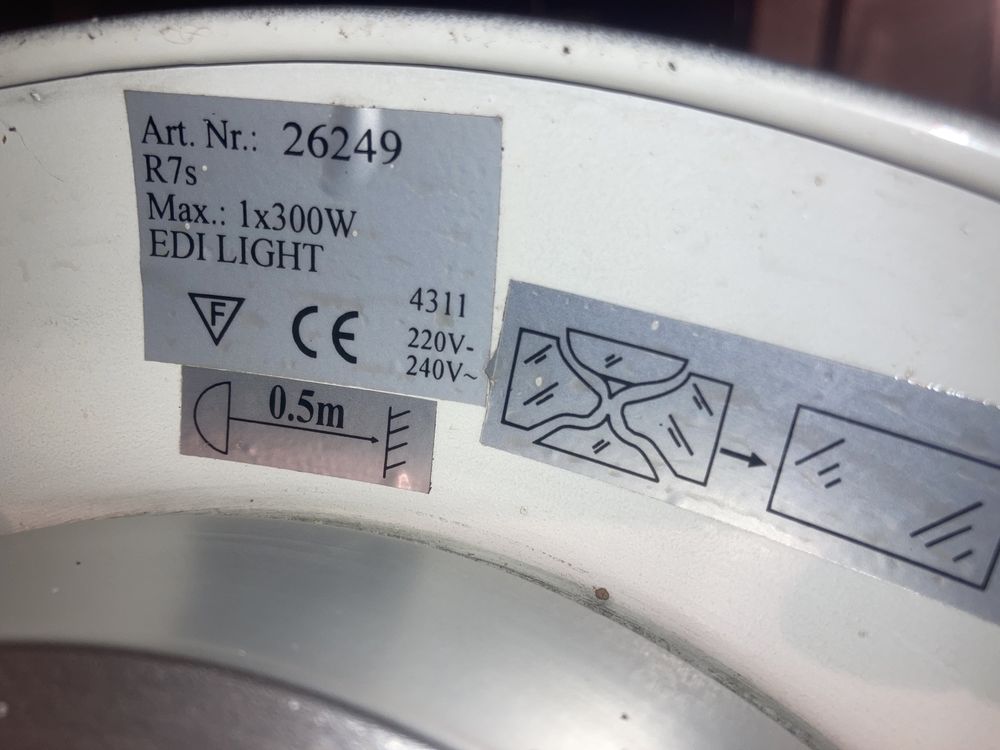 Art. Nr.: 26249
R7s
Max.: 1x300W
EDI LIGHT
F CE 4311
220V-
240V~
0.5m